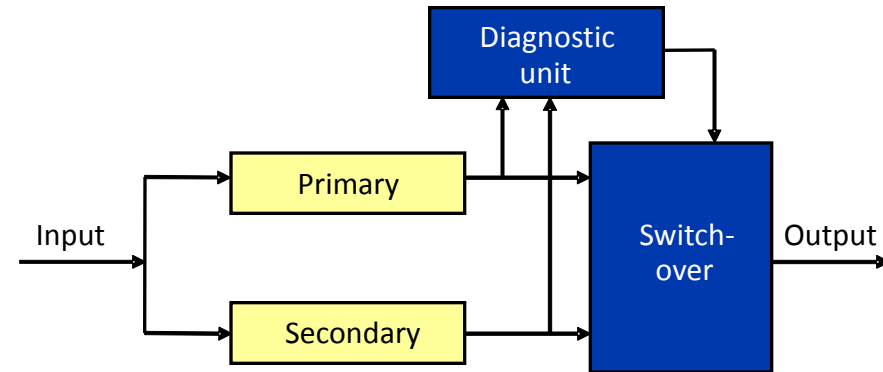 Diagnostic
unit
Primary
Input
Switch-
over
Output
Secondary